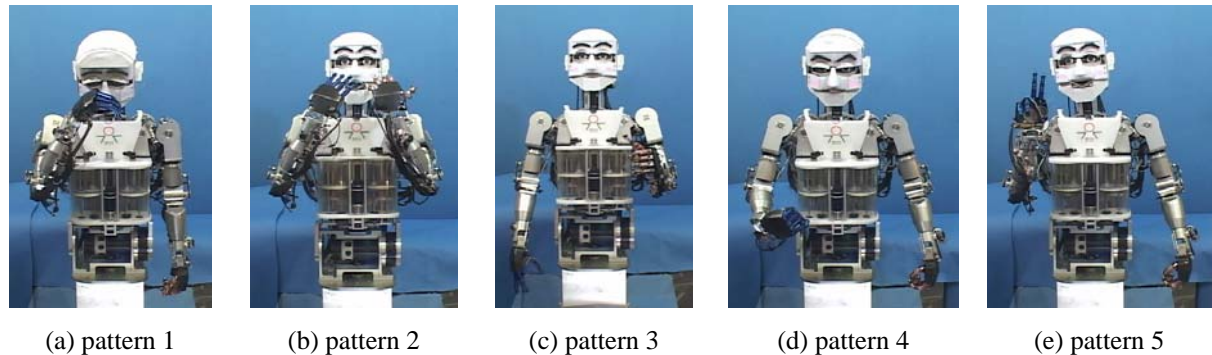 (a) pattern 1
(b) pattern 2
(c) pattern 3
(d) pattern 4
(e) pattern 5